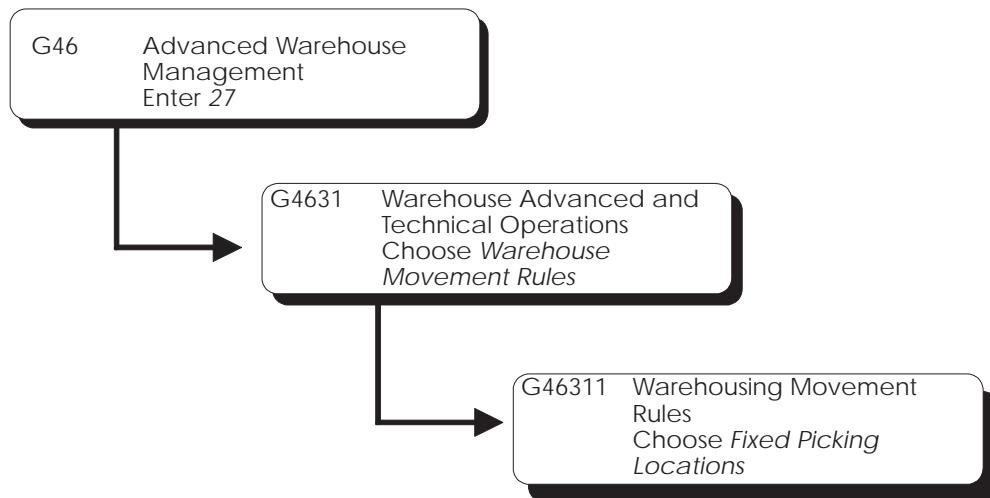 G46 Advanced Warehouse
Management
Enter 27
G4631 Warehouse Advanced and
Technical Operations
Choose Warehouse
Movement Rules
G46311 Warehousing Movement
Rules
Choose Fixed Picking
Locations